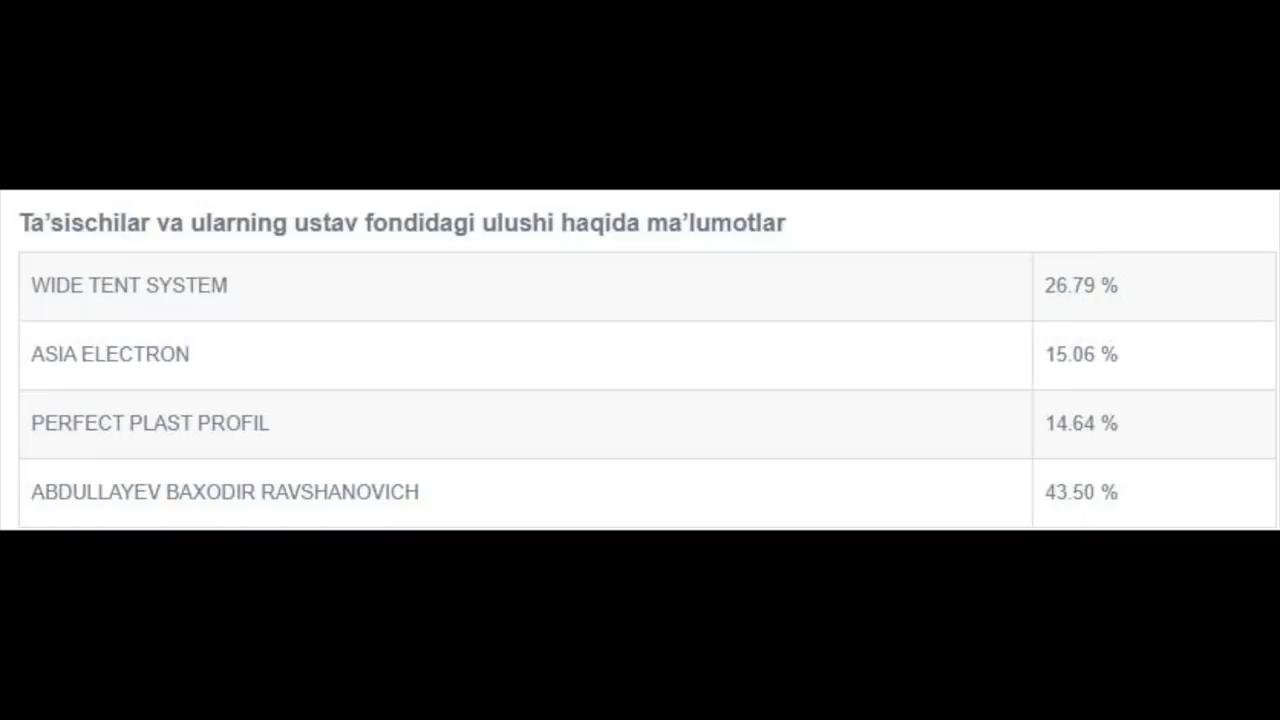 Ta’sischilar va ularning ustav fondidagi ulushi haqida ma’lumotlar
WIDE TENT SYSTEM 26.79 %
ASIA ELECTRON 15.06 %
PERFECT PLAST PROFIL 14.64 %
ABDULLAYEV BAXODIR RAVSHANOVICH 43.50 %